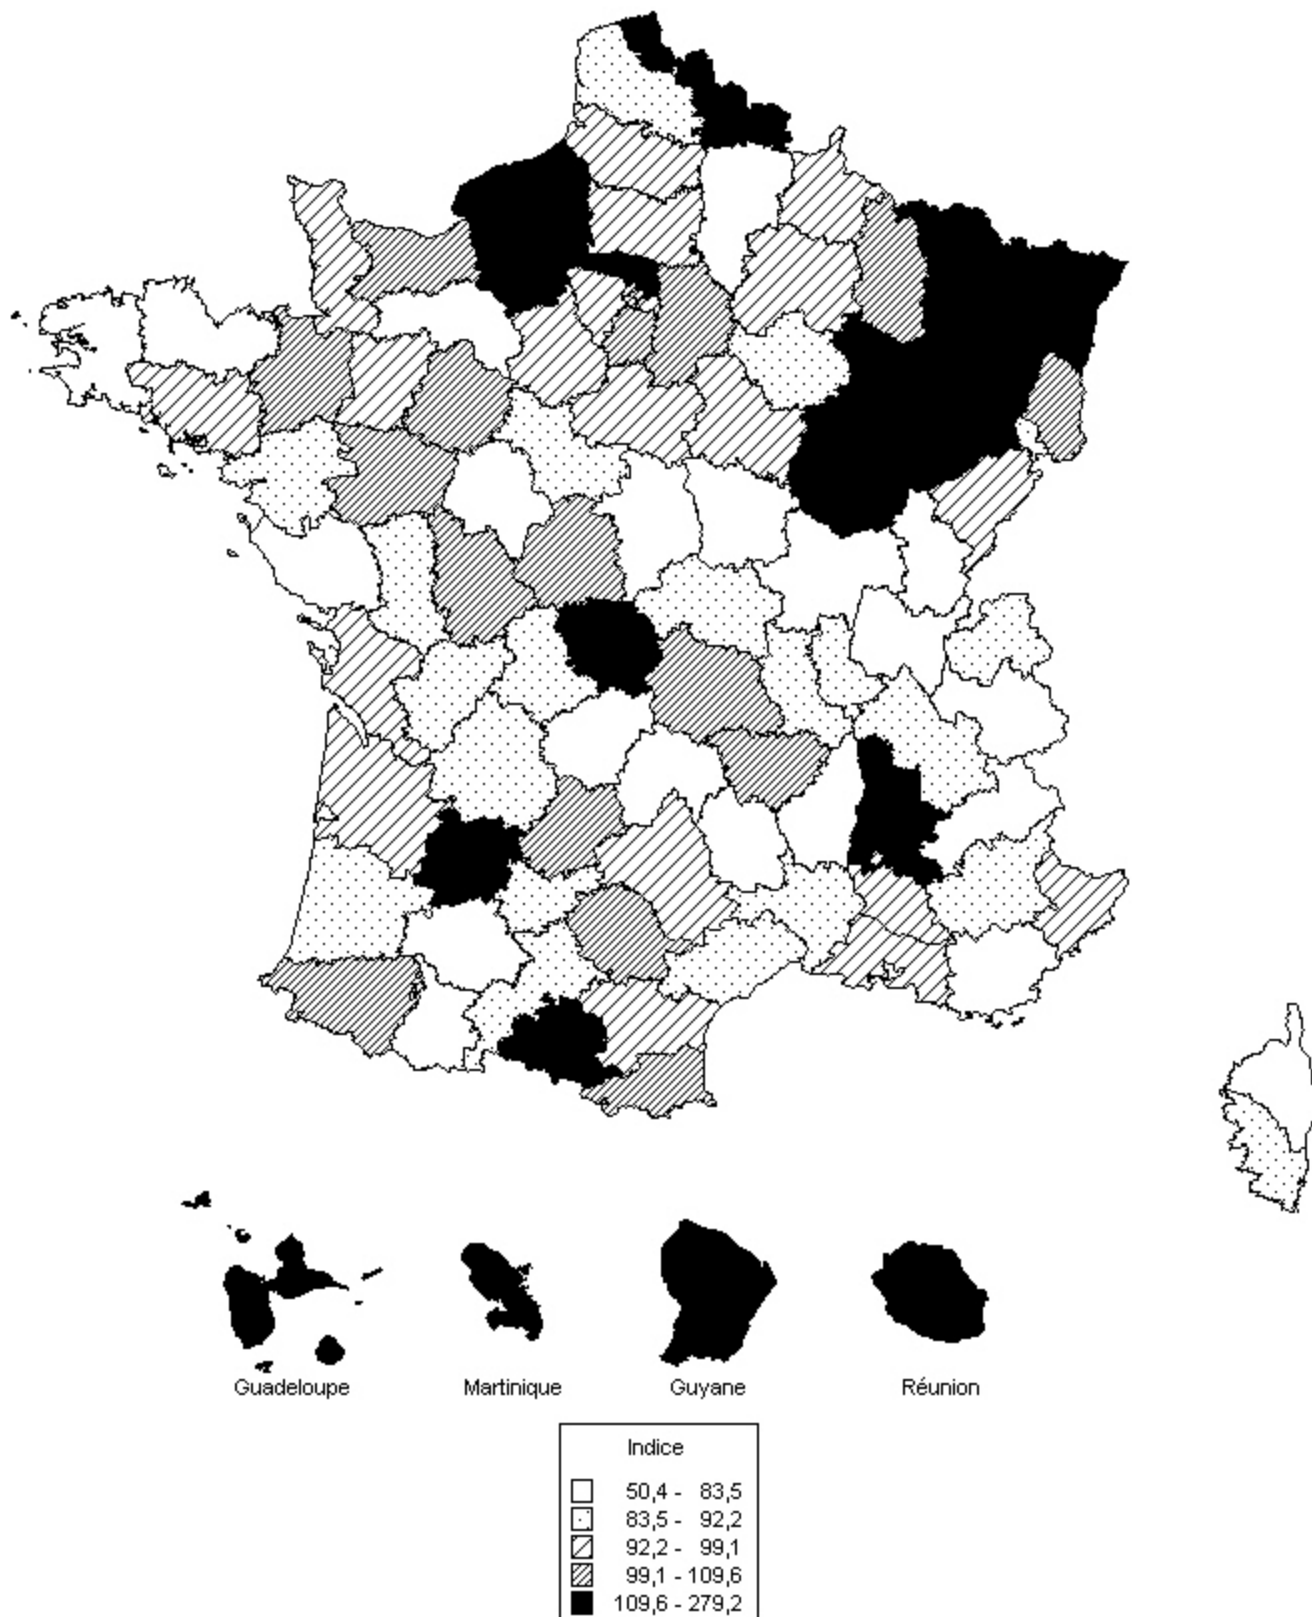 Guadeloupe Martinique Guyane Réunion
Indice
50,4 - 83,5
83,5 - 92,2
92,2 - 99,1
99,1 - 109,6
109,6 - 279,2